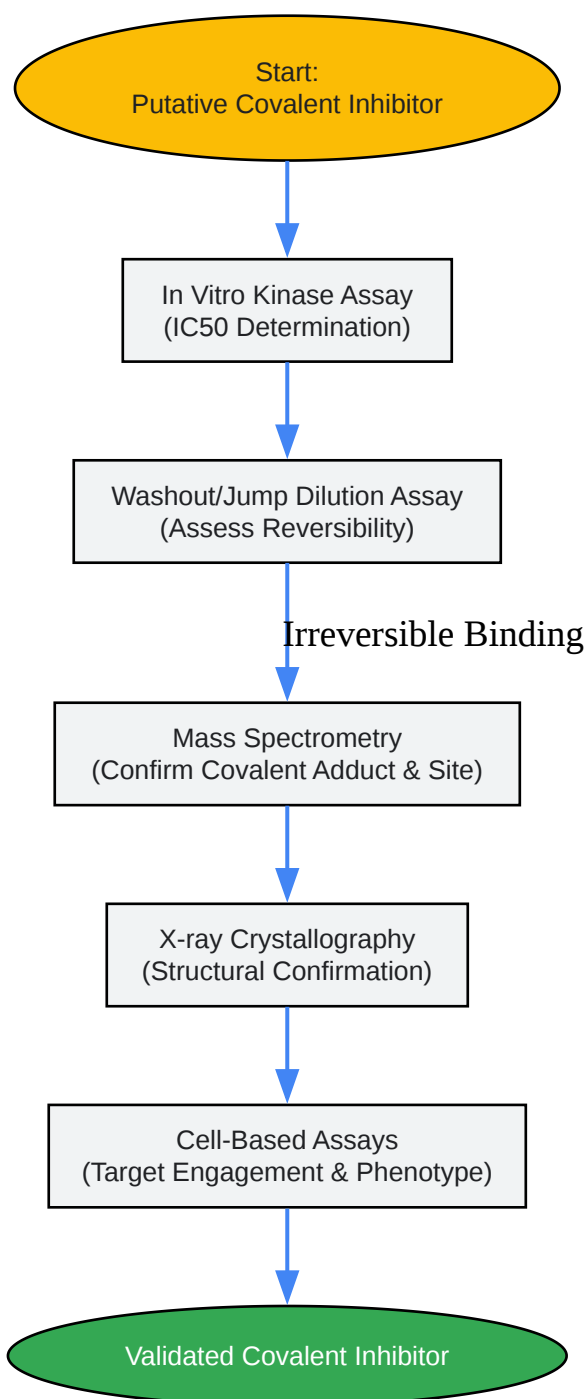 Start:
Putative Covalent Inhibitor
In Vitro Kinase Assay
(IC50 Determination)
Washout/Jump Dilution Assay
(Assess Reversibility)
Irreversible Binding
Mass Spectrometry
(Confirm Covalent Adduct & Site)
X-ray Crystallography
(Structural Confirmation)
Cell-Based Assays
(Target Engagement & Phenotype)
Validated Covalent Inhibitor